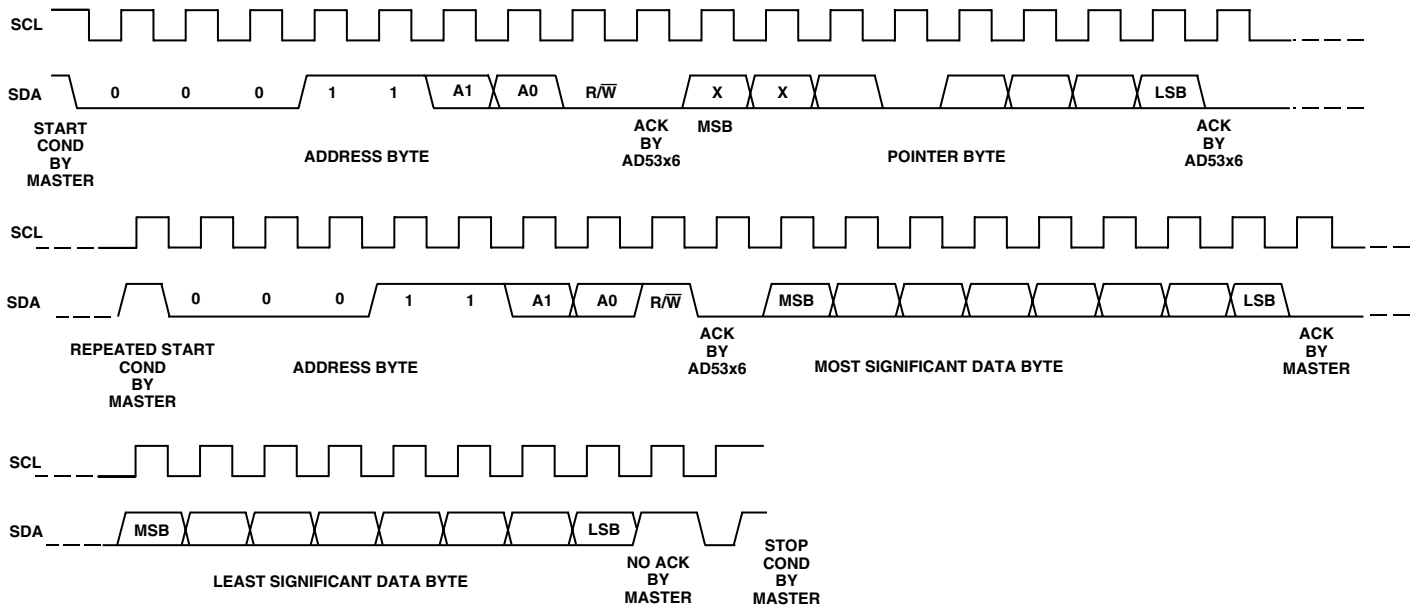 SCL
SDA 0 0 0 1 1 A1 A0 R/W̅ X X LSB
START COND BY MASTER
ADDRESS BYTE
ACK BY AD53x6
MSB
POINTER BYTE
ACK BY AD53x6
SCL
SDA 0 0 0 1 1 A1 A0 R/W̅ MSB LSB
REPEATED START COND BY MASTER
ADDRESS BYTE
ACK BY AD53x6
MOST SIGNIFICANT DATA BYTE
ACK BY MASTER
SCL
SDA MSB LSB
LEAST SIGNIFICANT DATA BYTE
NO ACK BY MASTER
STOP COND BY MASTER